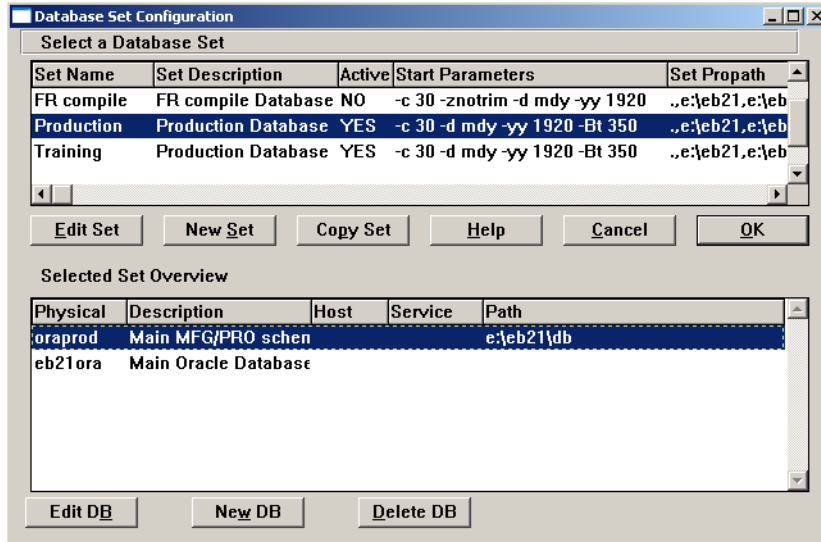 Database Set Configuration
Select a Database Set
Set Name Set Description Active Start Parameters Set Propath
FR compile FR compile Database NO -c 30 -znotrim -d mdy -yy 1920 .,e:\eb21,e:\eb
Production Production Database YES -c 30 -d mdy -yy 1920 -Bt 350 .,e:\eb21,e:\eb
Training Production Database YES -c 30 -d mdy -yy 1920 -Bt 350 .,e:\eb21,e:\eb
Edit Set New Set Copy Set Help Cancel OK
Selected Set Overview
Physical Description Host Service Path
oraprod Main MFG/PRO schen e:\eb21\db
eb21ora Main Oracle Database
Edit DB New DB Delete DB